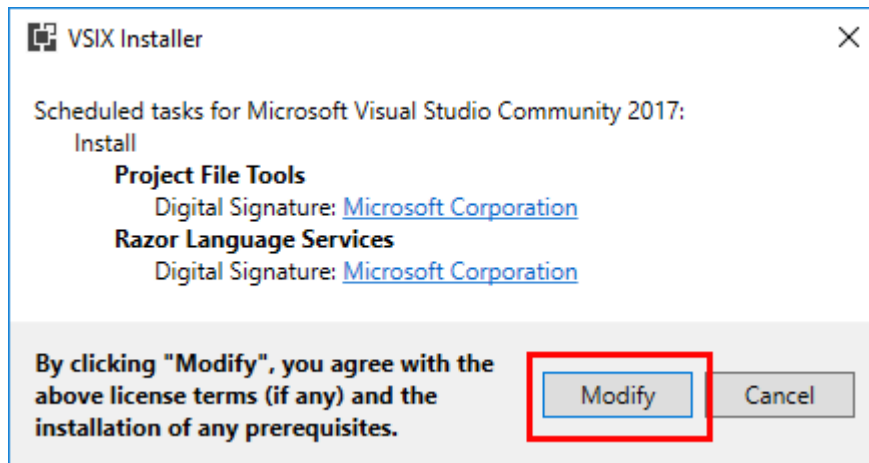 VSIX Installer
Scheduled tasks for Microsoft Visual Studio Community 2017:
Install
Project File Tools
Digital Signature: Microsoft Corporation
Razor Language Services
Digital Signature: Microsoft Corporation
By clicking "Modify", you agree with the
above license terms (if any) and the
installation of any prerequisites.
Modify
Cancel